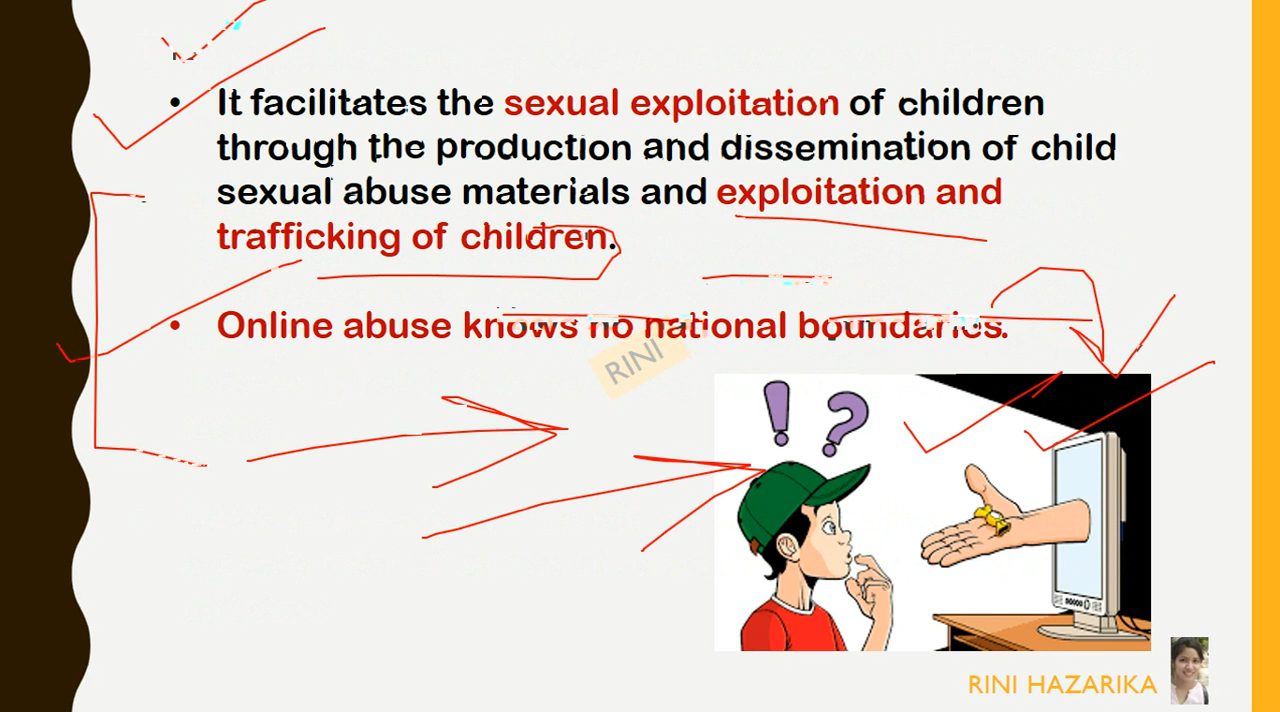 • It facilitates the sexual exploitation of children
through the production and dissemination of child
sexual abuse materials and exploitation and
trafficking of children.
• Online abuse knows no national boundaries.
RINI
RINI HAZARIKA